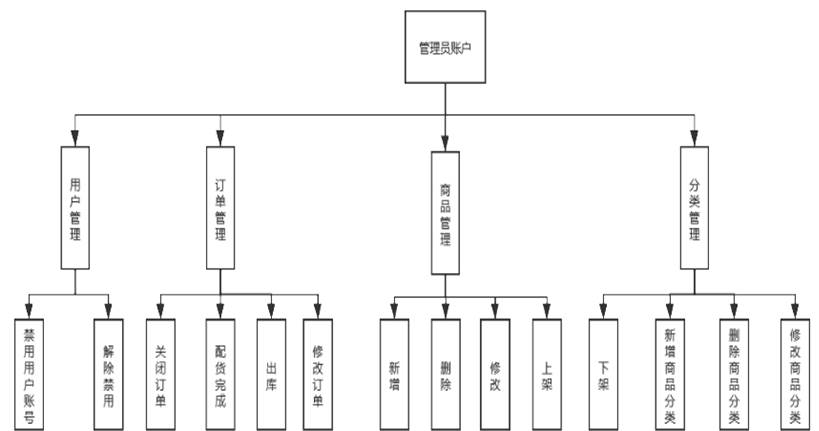 管理员账户
用户管理
订单管理
商品管理
分类管理
禁用用户账号
解除禁用
关闭订单
配货完成
出库
修改订单
新增
删除
修改
上架
下架
新增商品分类
删除商品分类
修改商品分类